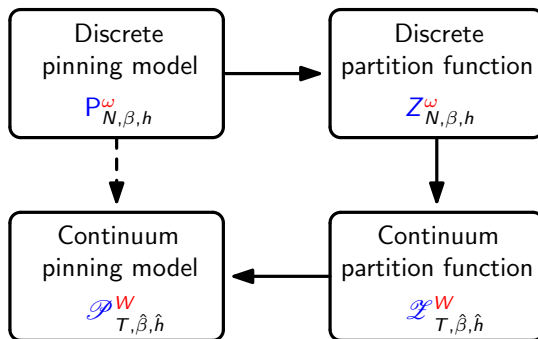 Discrete
pinning model
P^ω_{N,β,h}
Discrete
partition function
Z^ω_{N,β,h}
Continuum
pinning model
𝒫^W_{T,β̂,ĥ}
Continuum
partition function
𝒵^W_{T,β̂,ĥ}